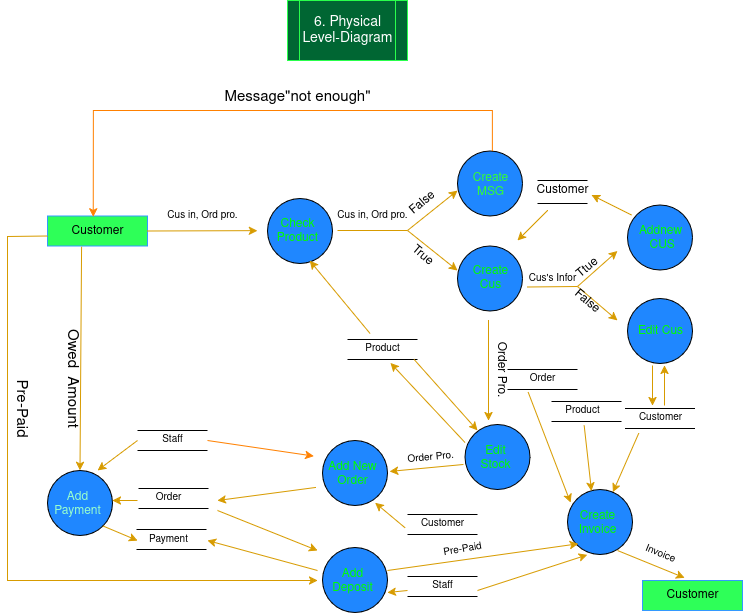 6. Physical
Level-Diagram
Message"not enough"
Create
MSG
Customer
Customer
Cus in, Ord pro.
Check
Product
Cus in, Ord pro.
False
True
Addnew
CUS
Create
Cus
Cus's Infor
Ttue
False
Edit Cus
Product
Order Pro.
Order
Product
Customer
Owed Amount
Pre-Paid
Staff
Add New
Order
Order Pro.
Edit
Stock
Add
Payment
Order
Payment
Customer
Create
Invoice
Pre-Paid
Invoice
Add
Deposit
Staff
Customer